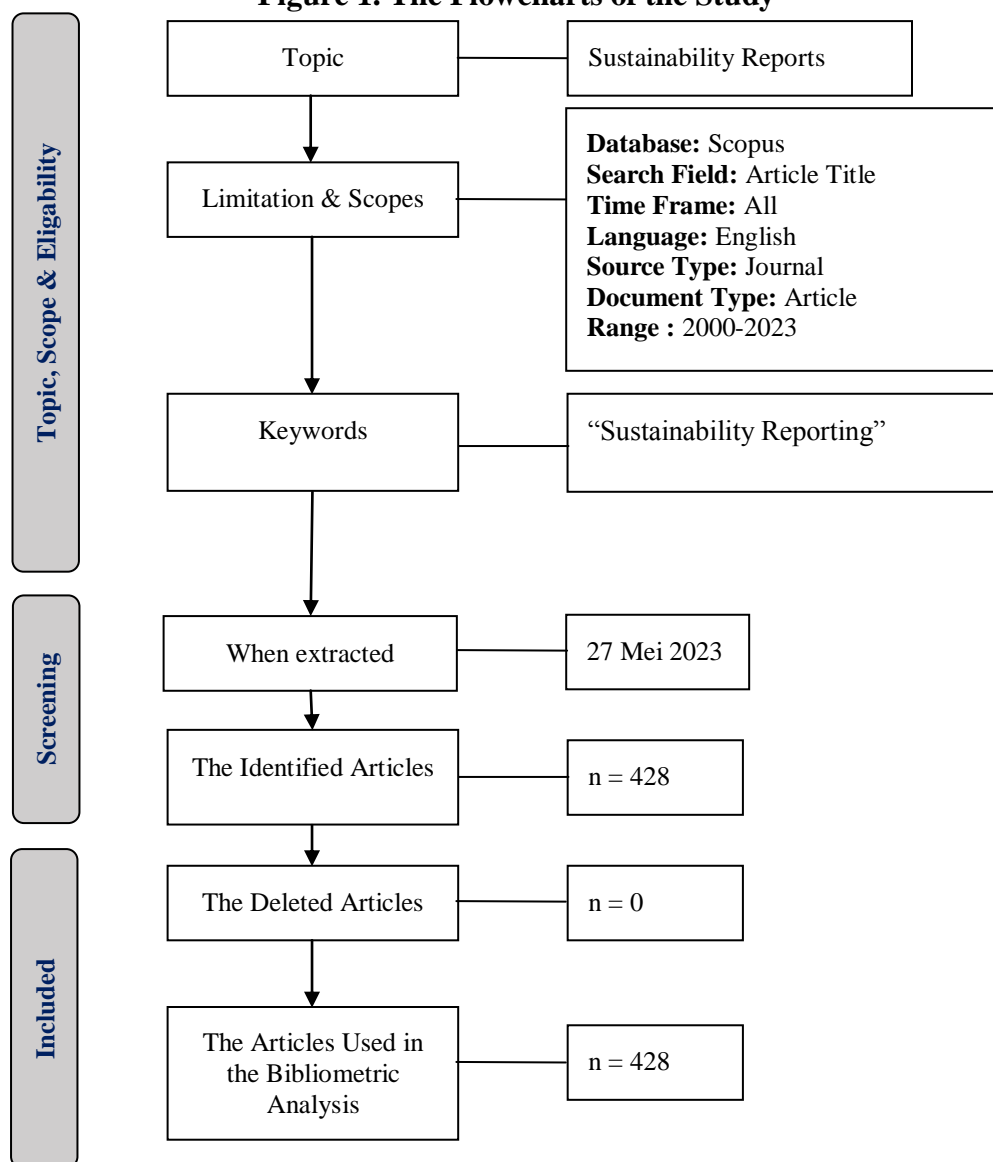 Figure 1. The Flowcharts of the Study
Topic, Scope & Eligability
Topic
Sustainability Reports
Limitation & Scopes
Database: Scopus
Search Field: Article Title
Time Frame: All
Language: English
Source Type: Journal
Document Type: Article
Range : 2000-2023
Keywords
“Sustainability Reporting”
Screening
When extracted
27 Mei 2023
The Identified Articles
n = 428
Included
The Deleted Articles
n = 0
The Articles Used in
the Bibliometric
Analysis
n = 428